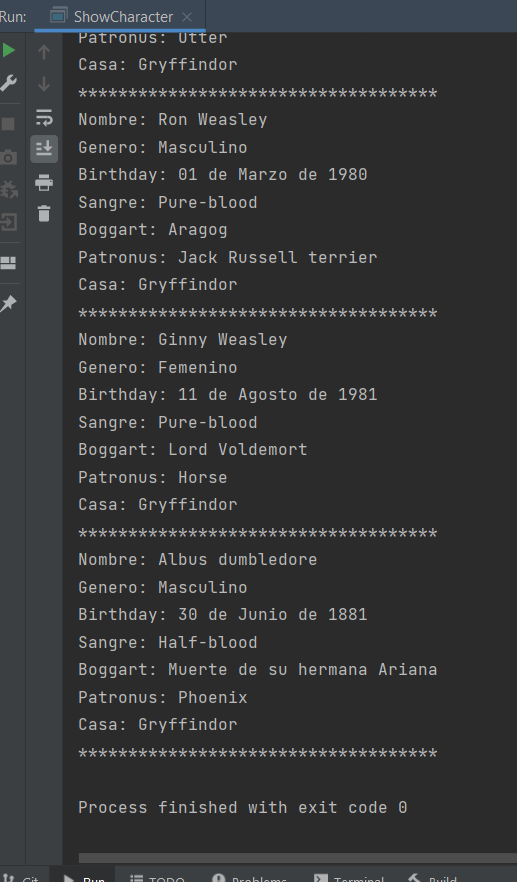 Run: ShowCharacter
Patronus: Otter
Casa: Gryffindor
************************************
Nombre: Ron Weasley
Genero: Masculino
Birthday: 01 de Marzo de 1980
Sangre: Pure-blood
Boggart: Aragog
Patronus: Jack Russell terrier
Casa: Gryffindor
************************************
Nombre: Ginny Weasley
Genero: Femenino
Birthday: 11 de Agosto de 1981
Sangre: Pure-blood
Boggart: Lord Voldemort
Patronus: Horse
Casa: Gryffindor
************************************
Nombre: Albus dumbledore
Genero: Masculino
Birthday: 30 de Junio de 1881
Sangre: Half-blood
Boggart: Muerte de su hermana Ariana
Patronus: Phoenix
Casa: Gryffindor
************************************
Process finished with exit code 0
Git Run TODO Problems Terminal Build